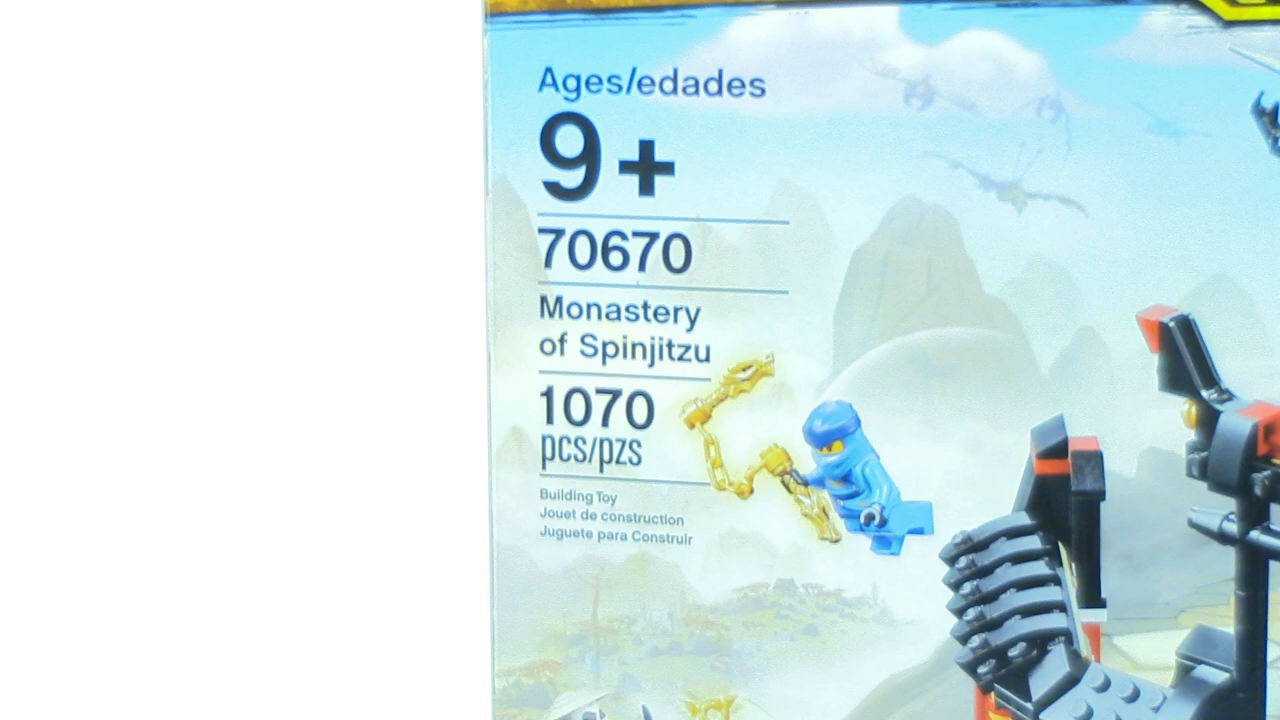 Ages/edades
9+
70670
Monastery
of Spinjitzu
1070
pcs/pzs
Building Toy
Jouet de construction
Juguete para Construir